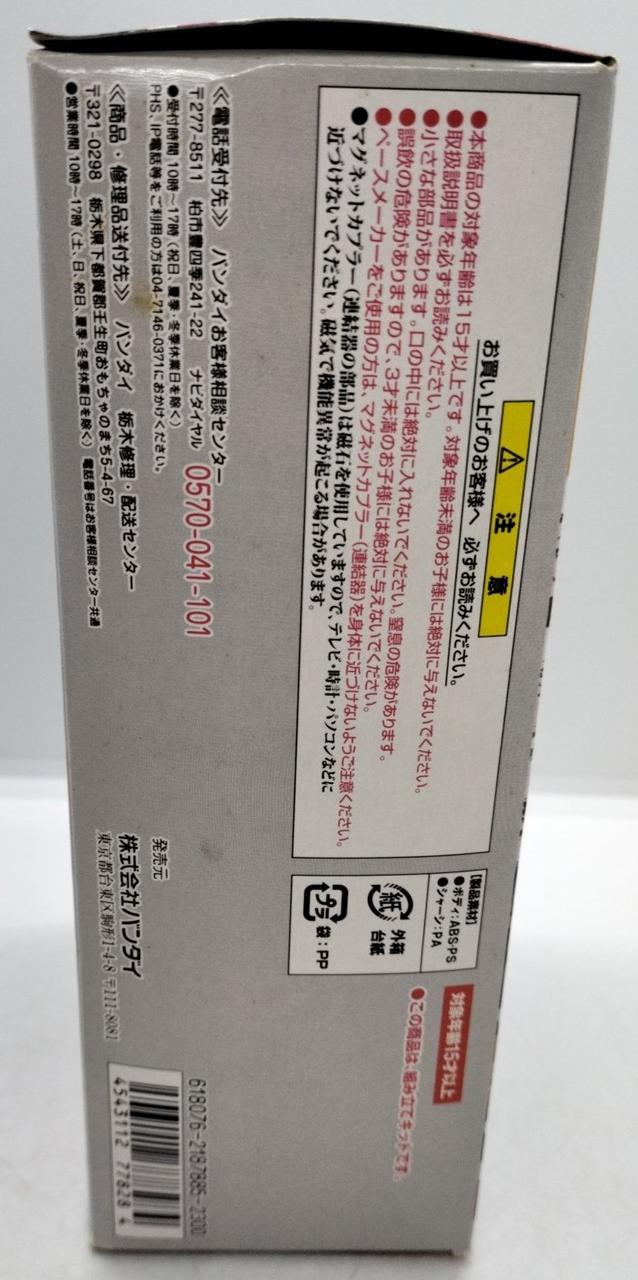 注意
お買い上げのお客様へ 必ずお読みください。
●本商品の対象年齢は15才以上です。対象年齢未満のお子様には絶対に与えないでください。
●取扱説明書を必ずお読みください。
●小さな部品があります。口の中には絶対に入れないでください。窒息の危険があります。
●誤飲の危険がありますので、3才未満のお子様には絶対に与えないでください。
●ペースメーカーをご使用の方は、マグネットカプラー(連結器)を身体に近づけないようご注意ください。
●マグネットカプラー(連結器の部品)は磁石を使用していますので、テレビ・時計・パソコンなどに
近づけないでください。磁気で機能異常が起こる場合があります。
《電話受付先》 バンダイお客様相談センター
〒277-8511 柏市豊四季241-22 ナビダイヤル 0570-041-101
●受付時間 10時～17時(祝日、夏季・冬季休業日を除く)
PHS、IP電話等をご利用の方は04-7146-0371におかけください。
《商品・修理品送付先》 バンダイ 栃木修理・配送センター
〒321-0298 栃木県下都賀郡壬生町おもちゃのまち5-4-67
●営業時間 10時～17時(土、日、祝日、夏季・冬季休業日を除く) 電話番号はお客様相談センター共通
[製品素材]
●ボディ:ABS・PS
●シャーシ:PA
紙 外箱
台紙
プラ 袋:PP
対象年齢15才以上
●この商品は、組み立てキットです。
発売元
株式会社バンダイ
東京都台東区駒形1-4-8 〒111-8081
618076-2187885-2300
4543112 778284